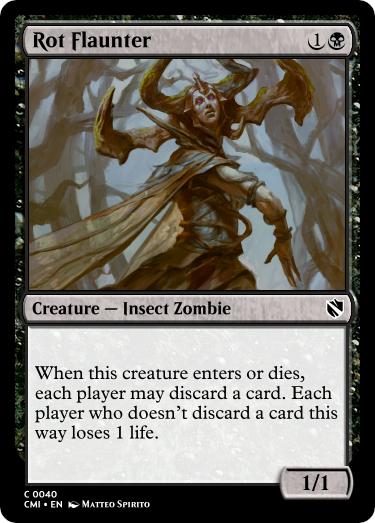 Rot Flaunter 1
Creature — Insect Zombie
When this creature enters or dies,
each player may discard a card. Each
player who doesn't discard a card this
way loses 1 life.
1/1
C 0040
CMI • EN Matteo Spirito